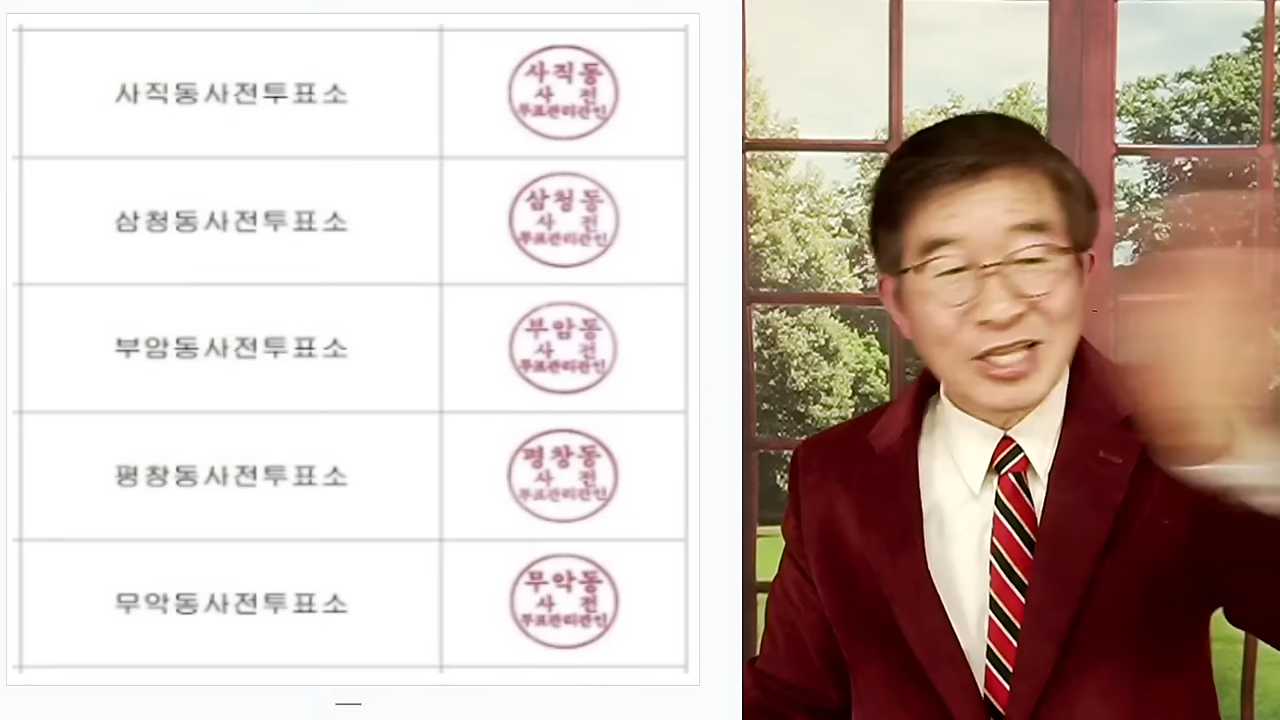 사직동사전투표소
사직동
사 전
투표관리관인
삼청동사전투표소
삼청동
사 전
투표관리관인
부암동사전투표소
부암동
사 전
투표관리관인
평창동사전투표소
평창동
사 전
투표관리관인
무악동사전투표소
무악동
사 전
투표관리관인